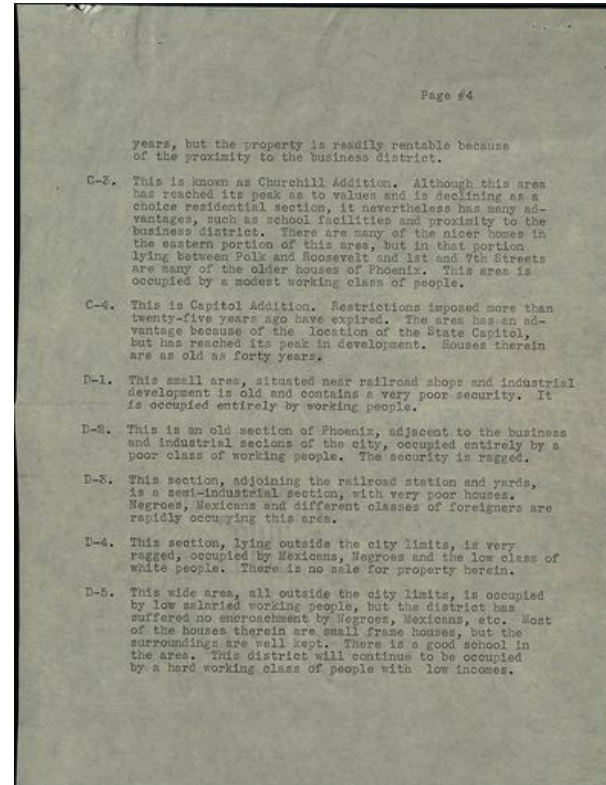 Page #4
years, but the property is readily rentable because
of the proximity to the business district.
C-3. This is known as Churchill Addition. Although this area
has reached its peak as to values and is declining as a
choice residential section, it nevertheless has many ad-
vantages, such as school facilities and proximity to the
business district. There are many of the nicer homes in
the eastern portion of this area, but in that portion
lying between Polk and Roosevelt and 1st and 7th Streets
are many of the older houses of Phoenix. This area is
occupied by a modest working class of people.
C-4. This is Capitol Addition. Restrictions imposed more than
twenty-five years ago have expired. The area has an ad-
vantage because of the location of the State Capitol,
but has reached its peak in development. Houses therein
are as old as forty years.
D-1. This small area, situated near railroad shops and industrial
development is old and contains a very poor security. It
is occupied entirely by working people.
D-2. This is an old section of Phoenix, adjacent to the business
and industrial secions of the city, occupied entirely by a
poor class of working people. The security is ragged.
D-3. This section, adjoining the railroad station and yards,
is a semi-industrial section, with very poor houses.
Negroes, Mexicans and different classes of foreigners are
rapidly occupying this area.
D-4. This section, lying outside the city limits, is very
ragged, occupied by Mexicans, Negroes and the low class of
white people. There is no sale for property herein.
D-5. This wide area, all outside the city limits, is occupied
by low salaried working people, but the district has
suffered no encroachment by Negroes, Mexicans, etc. Most
of the houses therein are small frame houses, but the
surroundings are well kept. There is a good school in
the area. This district will continue to be occupied
by a hard working class of people with low incomes.